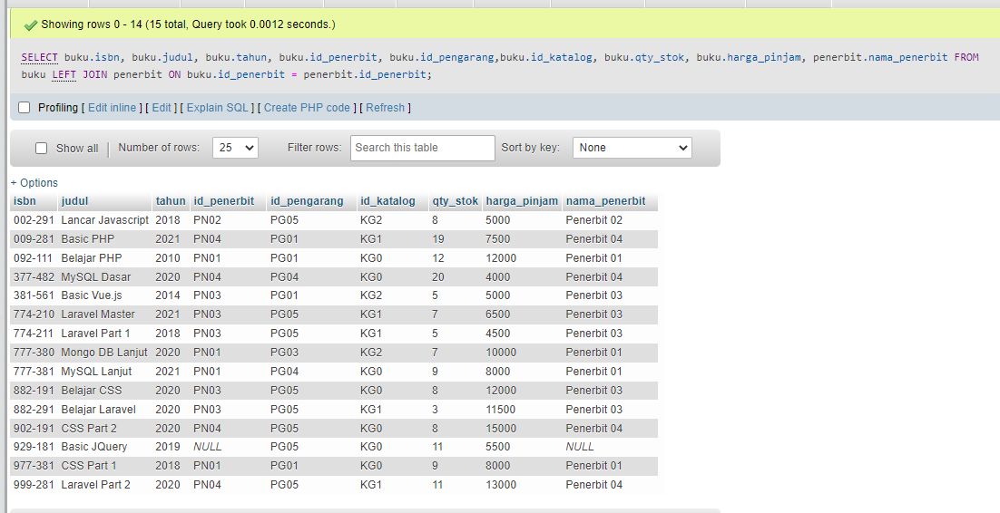 Showing rows 0 - 14 (15 total, Query took 0.0012 seconds.)
SELECT buku.isbn, buku.judul, buku.tahun, buku.id_penerbit, buku.id_pengarang,buku.id_katalog, buku.qty_stok, buku.harga_pinjam, penerbit.nama_penerbit FROM
buku LEFT JOIN penerbit ON buku.id_penerbit = penerbit.id_penerbit;
Profiling [ Edit inline ] [ Edit ] [ Explain SQL ] [ Create PHP code ] [ Refresh ]
Show all Number of rows: 25 Filter rows: Search this table Sort by key: None
+ Options
isbn judul tahun id_penerbit id_pengarang id_katalog qty_stok harga_pinjam nama_penerbit
002-291 Lancar Javascript 2018 PN02 PG05 KG2 8 5000 Penerbit 02
009-281 Basic PHP 2021 PN04 PG01 KG1 19 7500 Penerbit 04
092-111 Belajar PHP 2010 PN01 PG01 KG0 12 12000 Penerbit 01
377-482 MySQL Dasar 2020 PN04 PG04 KG0 20 4000 Penerbit 04
381-561 Basic Vue.js 2014 PN03 PG01 KG2 5 5000 Penerbit 03
774-210 Laravel Master 2021 PN03 PG05 KG1 7 6500 Penerbit 03
774-211 Laravel Part 1 2018 PN03 PG05 KG1 5 4500 Penerbit 03
777-380 Mongo DB Lanjut 2020 PN01 PG03 KG2 7 10000 Penerbit 01
777-381 MySQL Lanjut 2021 PN01 PG04 KG0 9 8000 Penerbit 01
882-191 Belajar CSS 2020 PN03 PG05 KG0 8 12000 Penerbit 03
882-291 Belajar Laravel 2020 PN03 PG05 KG1 3 11500 Penerbit 03
902-191 CSS Part 2 2020 PN04 PG05 KG0 8 15000 Penerbit 04
929-181 Basic JQuery 2019 NULL PG05 KG0 11 5500 NULL
977-381 CSS Part 1 2018 PN01 PG01 KG0 9 8000 Penerbit 01
999-281 Laravel Part 2 2020 PN04 PG05 KG1 11 13000 Penerbit 04